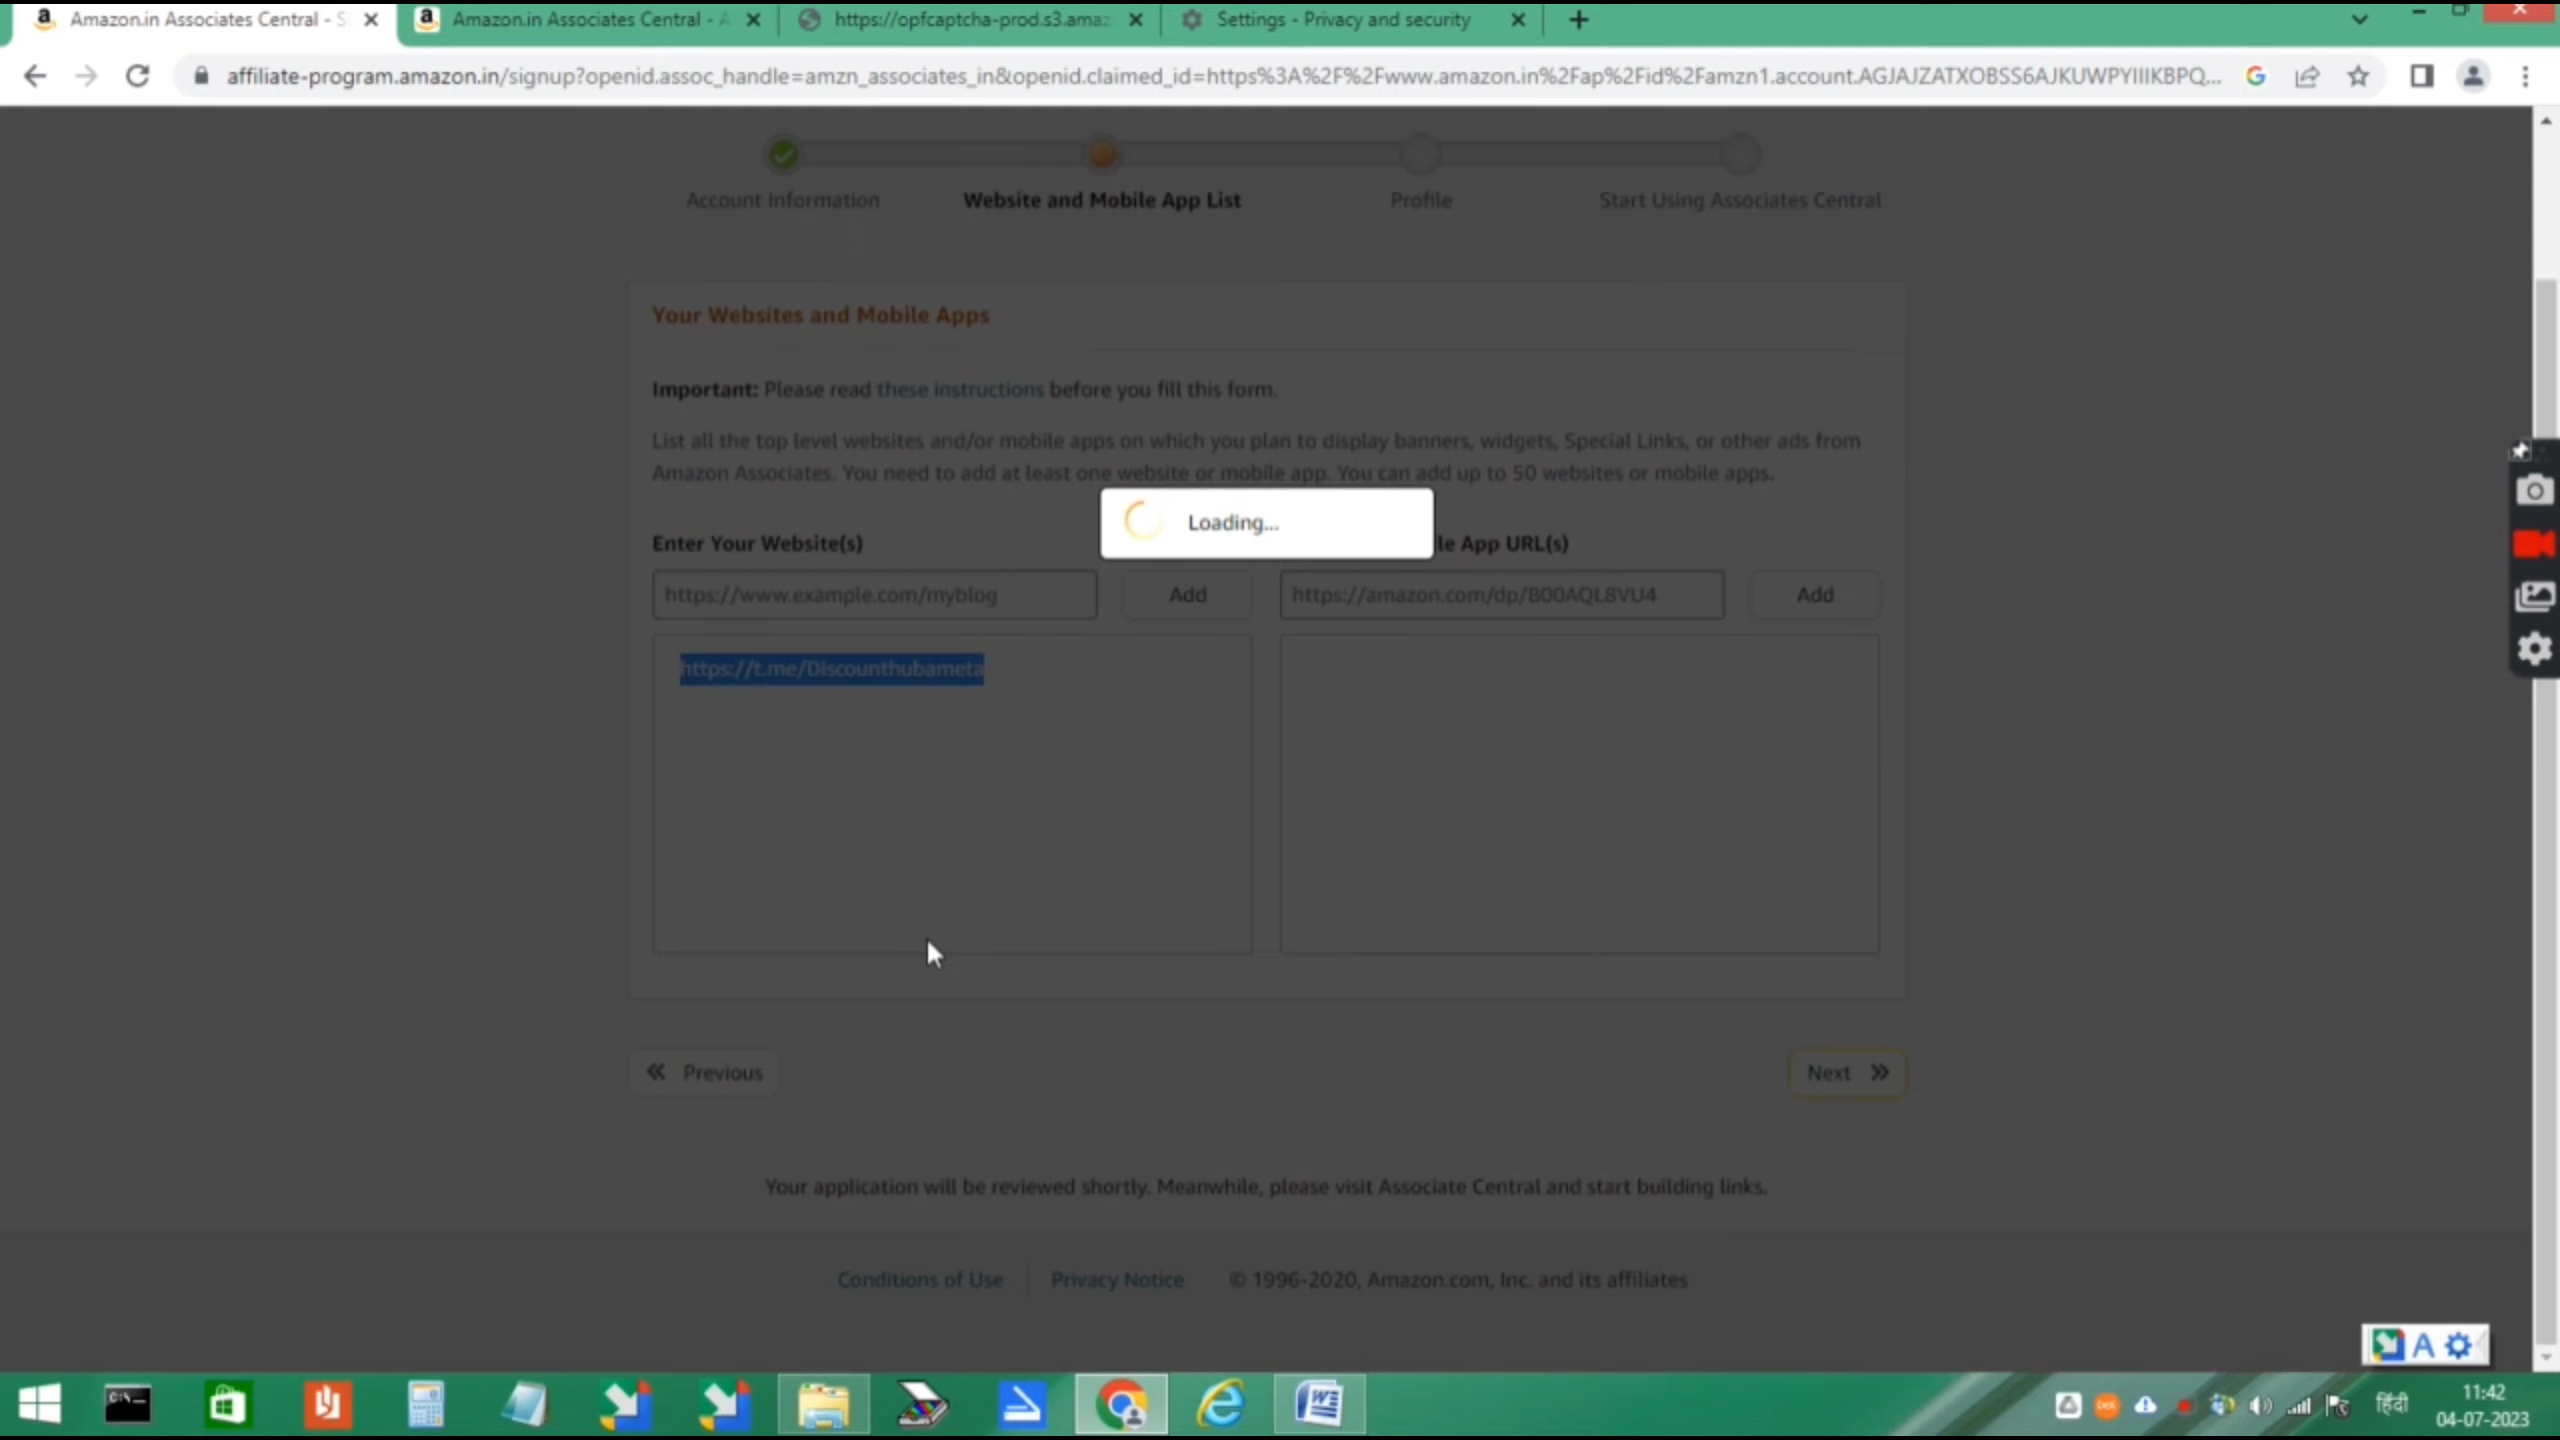 Amazon.in Associates Central - S
Amazon.in Associates Central - A
https://opfcaptcha-prod.s3.amaz
Settings - Privacy and security
affiliate-program.amazon.in/signup?openid.assoc_handle=amzn_associates_in&openid.claimed_id=https%3A%2F%2Fwww.amazon.in%2Fap%2Fid%2Famzn1.account.AGJAJZATXOBSS6AJKUWPYIIIKBPQ...
Account Information
Website and Mobile App List
Profile
Start Using Associates Central
Your Websites and Mobile Apps
Important: Please read these instructions before you fill this form.
List all the top level websites and/or mobile apps on which you plan to display banners, widgets, Special Links, or other ads from
Amazon Associates. You need to add at least one website or mobile app. You can add up to 50 websites or mobile apps.
Loading...
Enter Your Website(s)
le App URL(s)
https://www.example.com/myblog
Add
https://amazon.com/dp/B00AQL8VU4
Add
https://t.me/Discounthubameta
« Previous
Next »
Your application will be reviewed shortly. Meanwhile, please visit Associate Central and start building links.
Conditions of Use
Privacy Notice
© 1996-2020, Amazon.com, Inc. and its affiliates
A
हिंदी
11:42
04-07-2023